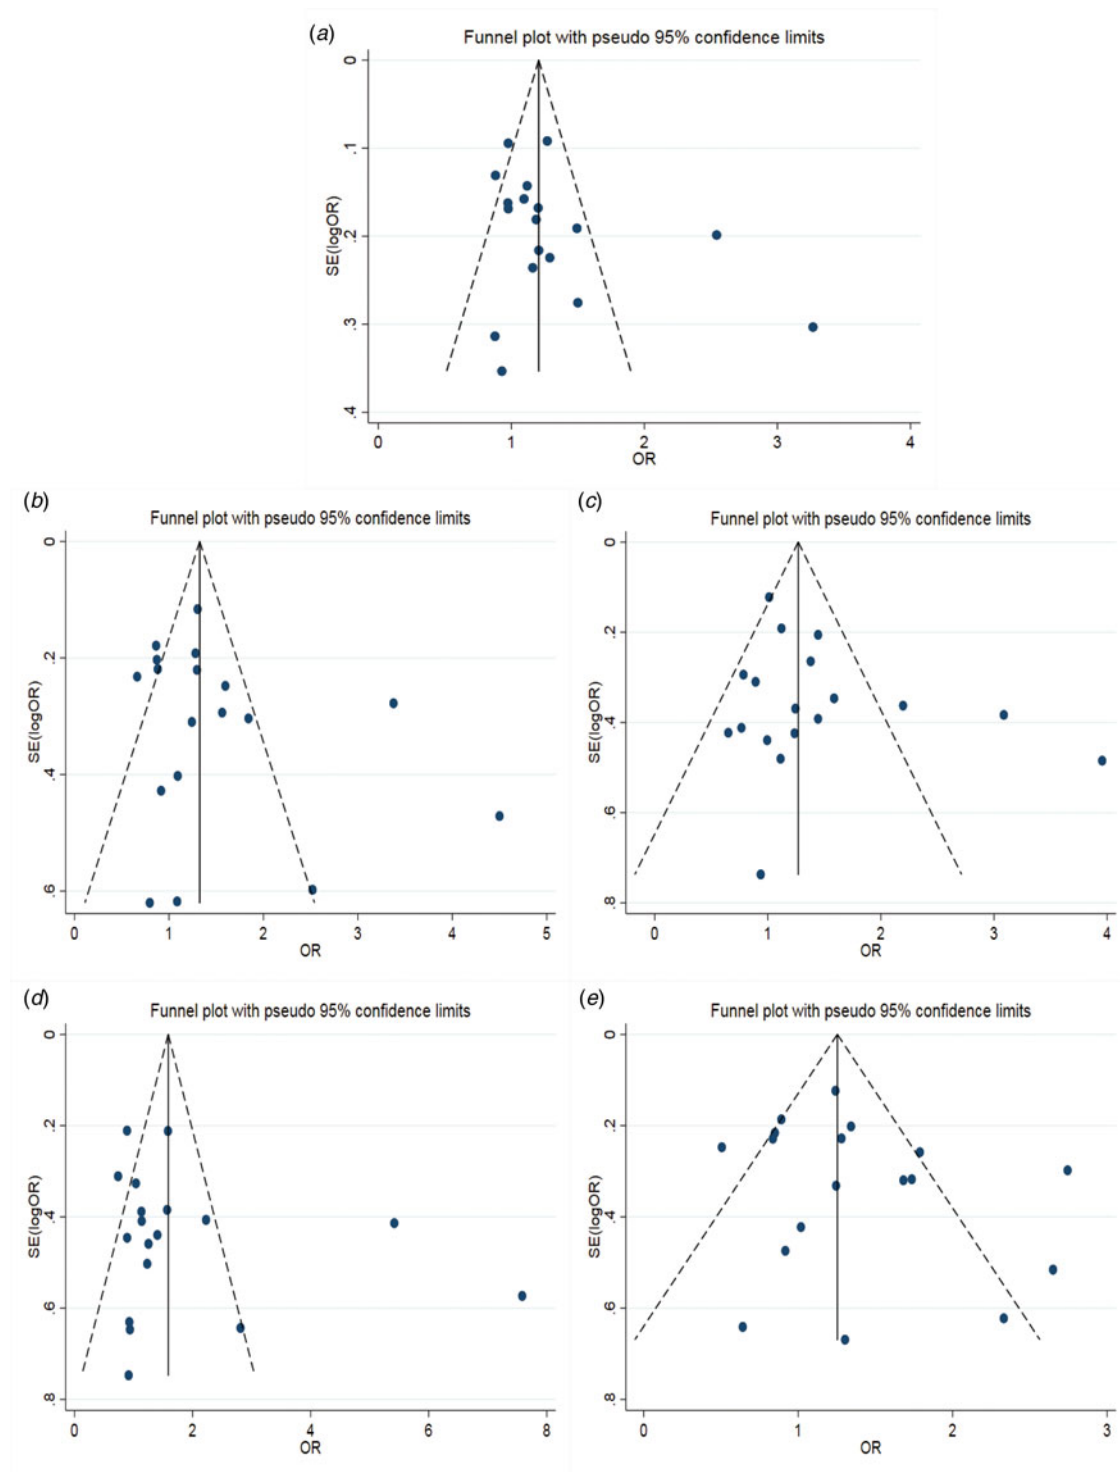 (a)
Funnel plot with pseudo 95% confidence limits
SE(logOR)
0
.1
.2
.3
.4
0 1 2 3 4
OR
(b)
Funnel plot with pseudo 95% confidence limits
SE(logOR)
0
.2
.4
.6
0 1 2 3 4 5
OR
(c)
Funnel plot with pseudo 95% confidence limits
SE(logOR)
0
.2
.4
.6
.8
0 1 2 3 4
OR
(d)
Funnel plot with pseudo 95% confidence limits
SE(logOR)
0
.2
.4
.6
.8
0 2 4 6 8
OR
(e)
Funnel plot with pseudo 95% confidence limits
SE(logOR)
0
.2
.4
.6
.8
0 1 2 3
OR